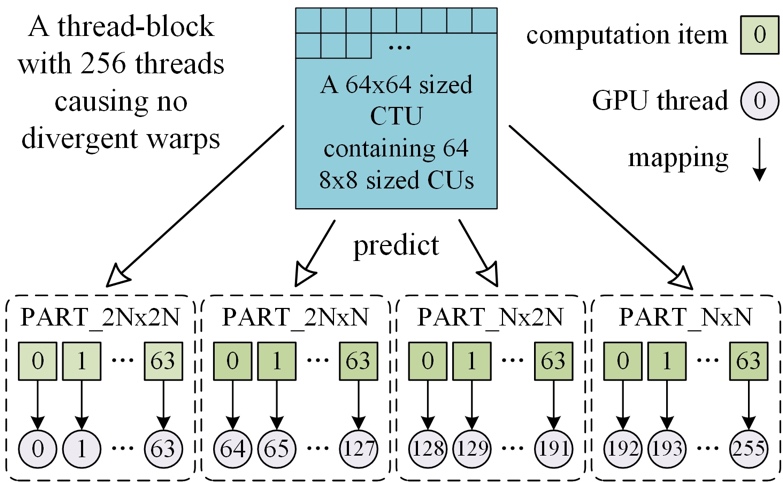 A thread-block
with 256 threads
causing no
divergent warps
...
A 64x64 sized
CTU
containing 64
8x8 sized CUs
computation item 0
GPU thread 0
mapping
predict
PART_2Nx2N
0 1 ... 63
0 1 ... 63
PART_2NxN
0 1 ... 63
64 65 ... 127
PART_Nx2N
0 1 ... 63
128 129 ... 191
PART_NxN
0 1 ... 63
192 193 ... 255